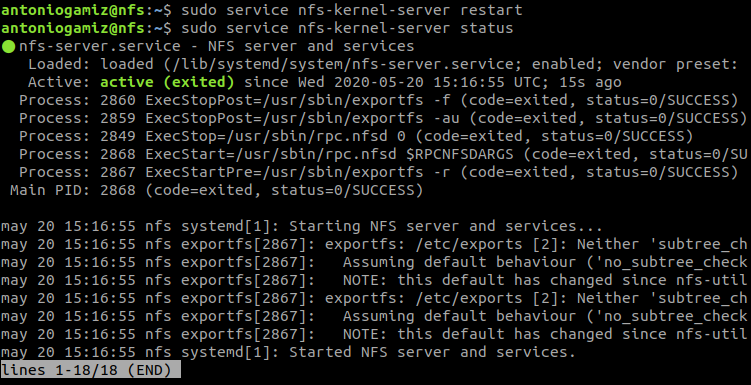 antoniogamiz@nfs:~$ sudo service nfs-kernel-server restart
antoniogamiz@nfs:~$ sudo service nfs-kernel-server status
● nfs-server.service - NFS server and services
   Loaded: loaded (/lib/systemd/system/nfs-server.service; enabled; vendor preset:
   Active: active (exited) since Wed 2020-05-20 15:16:55 UTC; 15s ago
  Process: 2860 ExecStopPost=/usr/sbin/exportfs -f (code=exited, status=0/SUCCESS)
  Process: 2859 ExecStopPost=/usr/sbin/exportfs -au (code=exited, status=0/SUCCESS)
  Process: 2849 ExecStop=/usr/sbin/rpc.nfsd 0 (code=exited, status=0/SUCCESS)
  Process: 2868 ExecStart=/usr/sbin/rpc.nfsd $RPCNFSDARGS (code=exited, status=0/SU
  Process: 2867 ExecStartPre=/usr/sbin/exportfs -r (code=exited, status=0/SUCCESS)
 Main PID: 2868 (code=exited, status=0/SUCCESS)

may 20 15:16:55 nfs systemd[1]: Starting NFS server and services...
may 20 15:16:55 nfs exportfs[2867]: exportfs: /etc/exports [2]: Neither 'subtree_ch
may 20 15:16:55 nfs exportfs[2867]:   Assuming default behaviour ('no_subtree_check
may 20 15:16:55 nfs exportfs[2867]:   NOTE: this default has changed since nfs-util
may 20 15:16:55 nfs exportfs[2867]: exportfs: /etc/exports [2]: Neither 'subtree_ch
may 20 15:16:55 nfs exportfs[2867]:   Assuming default behaviour ('no_subtree_check
may 20 15:16:55 nfs exportfs[2867]:   NOTE: this default has changed since nfs-util
may 20 15:16:55 nfs systemd[1]: Started NFS server and services.
lines 1-18/18 (END)